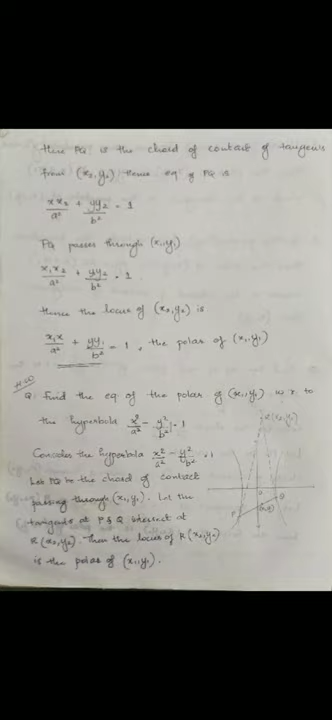 then PQ is the chord of contact of tangents
from (x₂, y₂) hence eqⁿ of PQ is
xx₂/a² + yy₂/b² = 1
PQ passes through (x₁, y₁)
x₁x₂/a² + yy₂/b² = 1
Hence the locus of (x₂, y₂) is
x₁x/a² + yy₁/b² = 1, the polar of (x₁, y₁)
Q. Find the eq of the polar of (x₁, y₁) w.r. to
the hyperbola x²/a² - y²/b² = 1
R(x₂, y₂)
Consider the hyperbola x²/a² - y²/b² = 1
Let PQ be the chord of contact
passing through (x₁, y₁). Let the
tangents at P & Q intersect at
R(x₂, y₂). Then the locus of R(x₂, y₂)
is the polar of (x₁, y₁).
P
Q